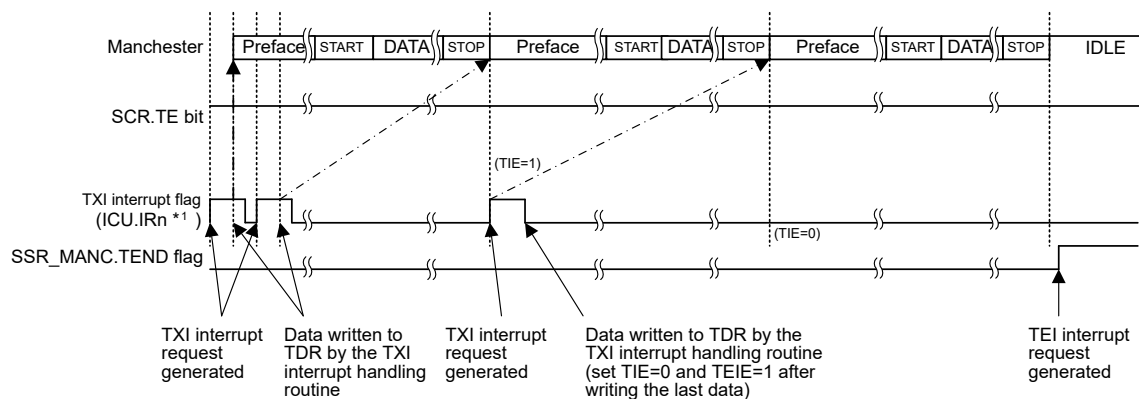 Manchester Preface START DATA STOP Preface START DATA STOP Preface START DATA STOP IDLE
SCR.TE bit
(TIE=1)
TXI interrupt flag
(ICU.IRn *1 )
(TIE=0)
SSR_MANC.TEND flag
TXI interrupt
request
generated
Data written to
TDR by the TXI
interrupt handling
routine
TXI interrupt
request
generated
Data written to TDR by the
TXI interrupt handling routine
(set TIE=0 and TEIE=1 after
writing the last data)
TEI interrupt
request
generated